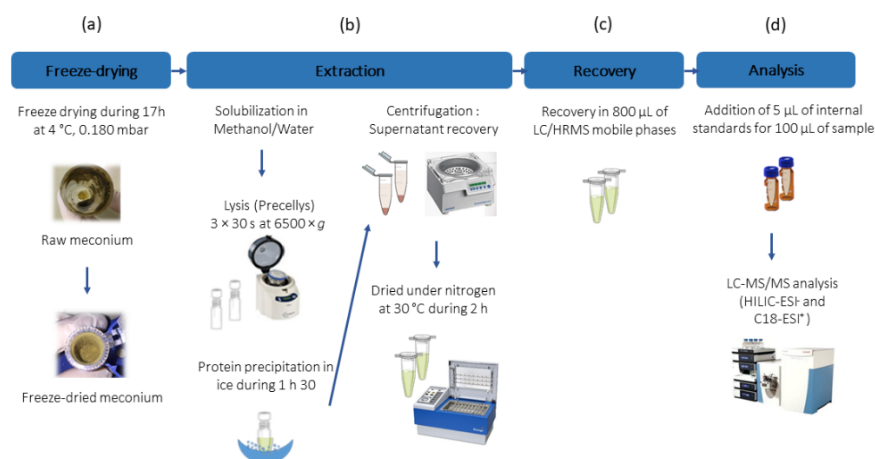 (a)
(b)
(c)
(d)
Freeze-drying
Extraction
Recovery
Analysis
Freeze drying during 17h
at 4 °C, 0.180 mbar
Raw meconium
Freeze-dried meconium
Solubilization in
Methanol/Water
Lysis (Precellys)
3 × 30 s at 6500 × g
Protein precipitation in
ice during 1 h 30
Centrifugation :
Supernatant recovery
Dried under nitrogen
at 30 °C during 2 h
Recovery in 800 µL of
LC/HRMS mobile phases
Addition of 5 µL of internal
standards for 100 µL of sample
LC-MS/MS analysis
(HILIC-ESI⁻ and
C18-ESI⁺)